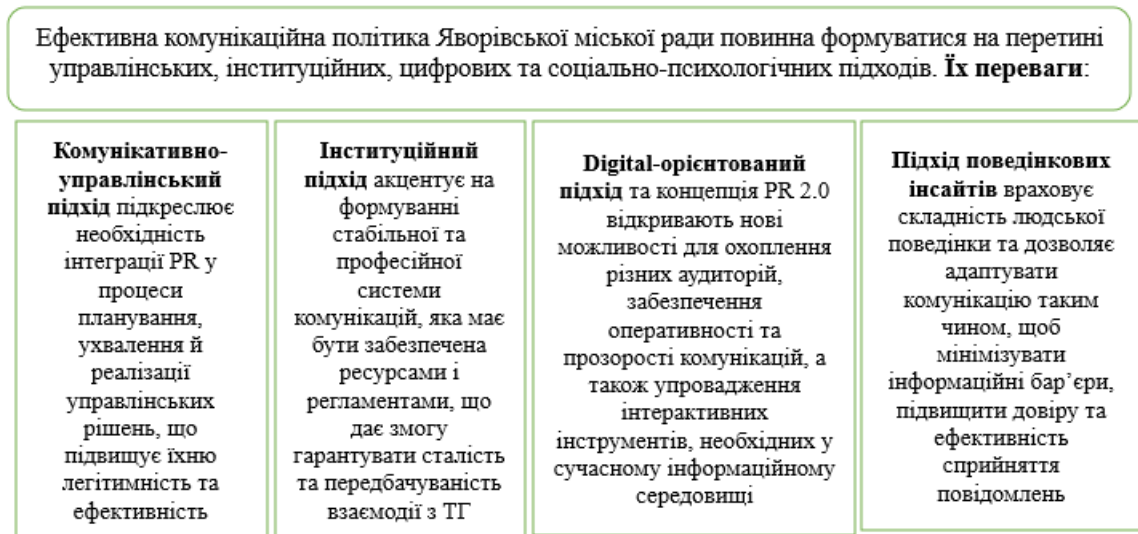 Ефективна комунікаційна політика Яворівської міської ради повинна формуватися на перетині
управлінських, інституційних, цифрових та соціально-психологічних підходів. Їх переваги:
Комунікативно-
управлінський
підхід підкреслює
необхідність
інтеграції PR у
процеси
планування,
ухвалення й
реалізації
управлінських
рішень, що
підвищує їхню
легітимність та
ефективність
Інституційний
підхід акцентує на
формуванні
стабільної та
професійної
системи
комунікацій, яка має
бути забезпечена
ресурсами і
регламентами, що
дає змогу
гарантувати сталість
та передбачуваність
взаємодії з ТГ
Digital-орієнтований
підхід та концепція PR 2.0
відкривають нові
можливості для охоплення
різних аудиторій,
забезпечення
оперативності та
прозорості комунікацій, а
також упровадження
інтерактивних
інструментів, необхідних у
сучасному інформаційному
середовищі
Підхід поведінкових
інсайтів враховує
складність людської
поведінки та дозволяє
адаптувати
комунікацію таким
чином, щоб
мінімізувати
інформаційні бар’єри,
підвищити довіру та
ефективність
сприйняття
повідомлень